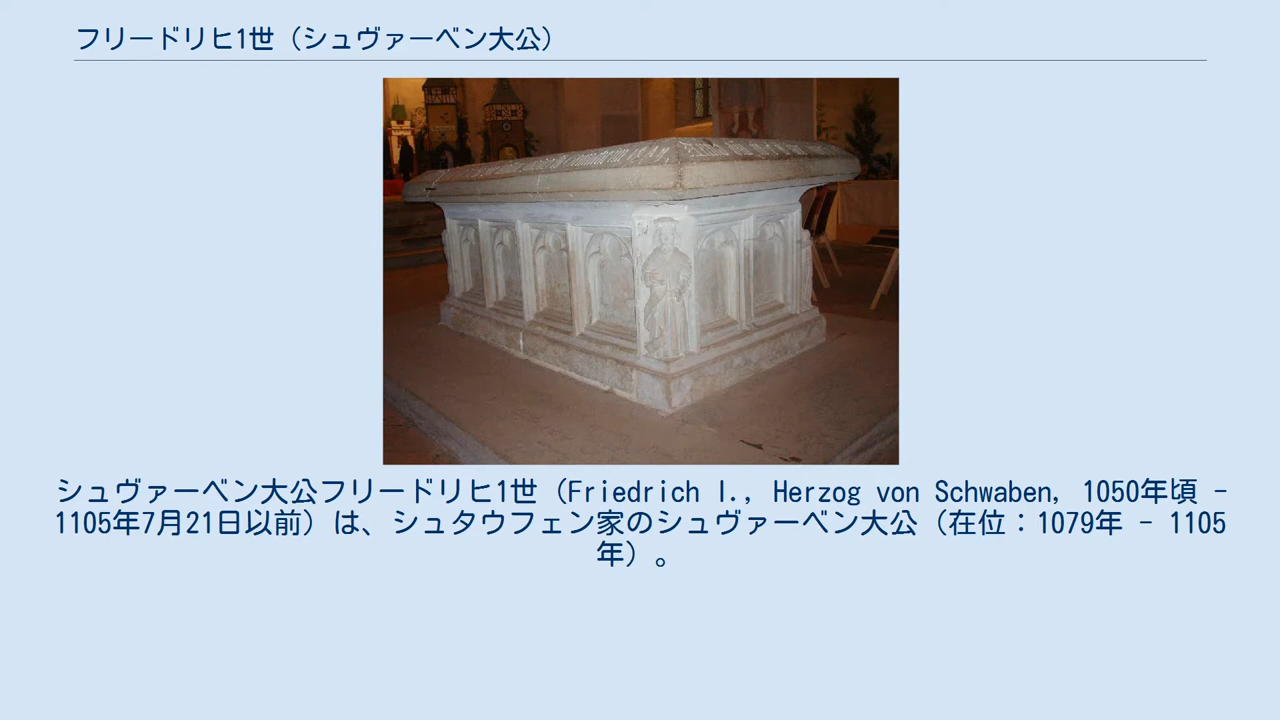 フリードリヒ1世（シュヴァーベン大公）
シュヴァーベン大公フリードリヒ1世（Friedrich I., Herzog von Schwaben, 1050年頃 -
1105年7月21日以前）は、シュタウフェン家のシュヴァーベン大公（在位：1079年 - 1105
年）。